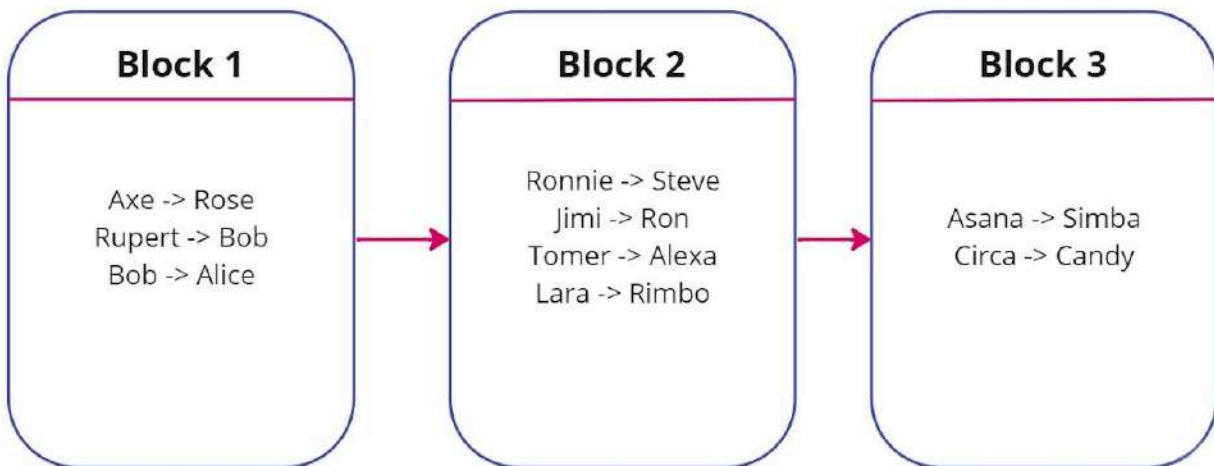 Block 1
Axe -> Rose
Rupert -> Bob
Bob -> Alice
Block 2
Ronnie -> Steve
Jimi -> Ron
Tomer -> Alexa
Lara -> Rimbo
Block 3
Asana -> Simba
Circa -> Candy